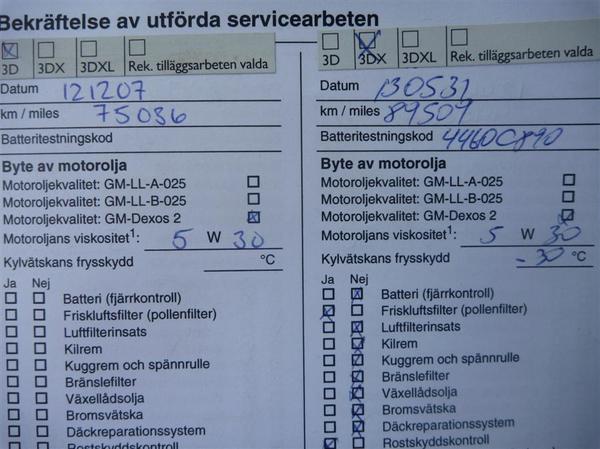 Bekräftelse av utförda servicearbeten
3D 3DX 3DXL Rek. tilläggsarbeten valda
Datum 121207
km / miles 75036
Batteritestningskod
Byte av motorolja
Motoroljekvalitet: GM-LL-A-025
Motoroljekvalitet: GM-LL-B-025
Motoroljekvalitet: GM-Dexos 2
Motoroljans viskositet1: 5 W 30
Kylvätskans frysskydd °C
Ja Nej
Batteri (fjärrkontroll)
Friskluftsfilter (pollenfilter)
Luftfilterinsats
Kilrem
Kuggrem och spännrulle
Bränslefilter
Växellådsolja
Bromsvätska
Däckreparationssystem
Rostskyddskontroll
3D 3DX 3DXL Rek. tilläggsarbeten valda
Datum 130531
km / miles 89509
Batteritestningskod 4460C890
Byte av motorolja
Motoroljekvalitet: GM-LL-A-025
Motoroljekvalitet: GM-LL-B-025
Motoroljekvalitet: GM-Dexos 2
Motoroljans viskositet1: 5 W 30
Kylvätskans frysskydd -30 °C
Ja Nej
Batteri (fjärrkontroll)
Friskluftsfilter (pollenfilter)
Luftfilterinsats
Kilrem
Kuggrem och spännrulle
Bränslefilter
Växellådsolja
Bromsvätska
Däckreparationssystem
Rostskyddskontroll